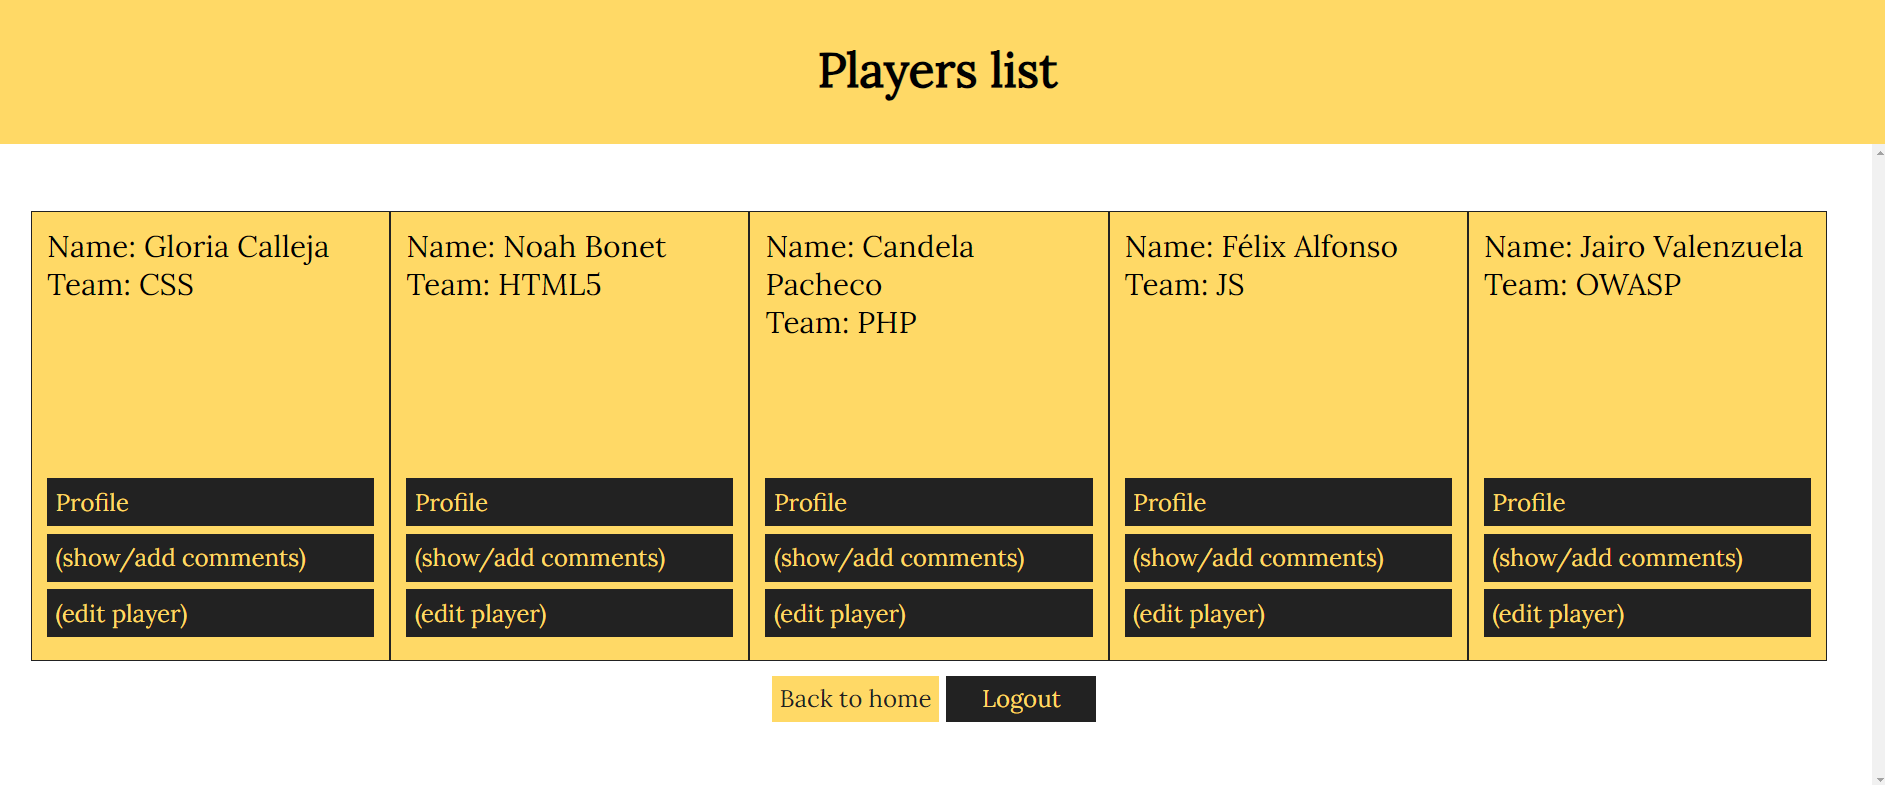 Players list
Name: Gloria Calleja
Team: CSS
Profile
(show/add comments)
(edit player)
Name: Noah Bonet
Team: HTML5
Profile
(show/add comments)
(edit player)
Name: Candela
Pacheco
Team: PHP
Profile
(show/add comments)
(edit player)
Name: Félix Alfonso
Team: JS
Profile
(show/add comments)
(edit player)
Name: Jairo Valenzuela
Team: OWASP
Profile
(show/add comments)
(edit player)
Back to home
Logout